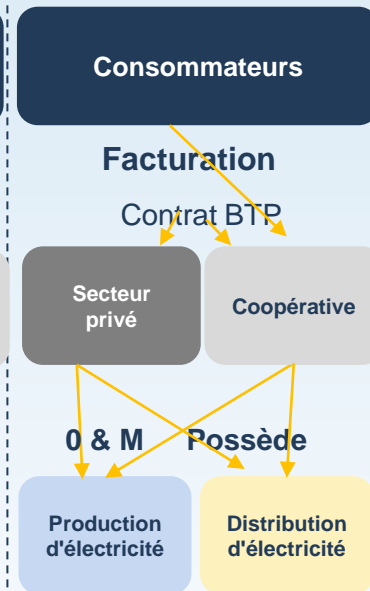 Consommateurs
Facturation
Contrat BTP
Secteur
privé
Coopérative
0 & M Possède
Production
d'électricité
Distribution
d'électricité